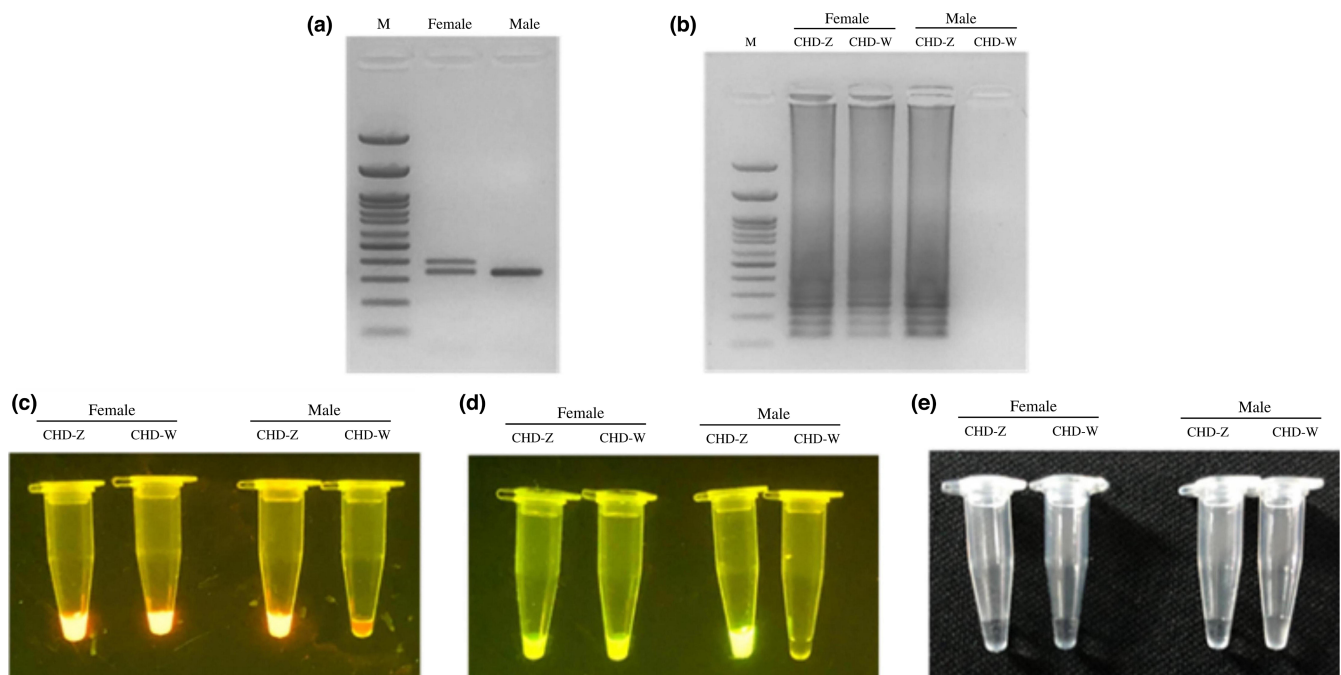 (a)
M Female Male
(b)
Female Male
M CHD-Z CHD-W CHD-Z CHD-W
(c)
Female Male
CHD-Z CHD-W CHD-Z CHD-W
(d)
Female Male
CHD-Z CHD-W CHD-Z CHD-W
(e)
Female Male
CHD-Z CHD-W CHD-Z CHD-W